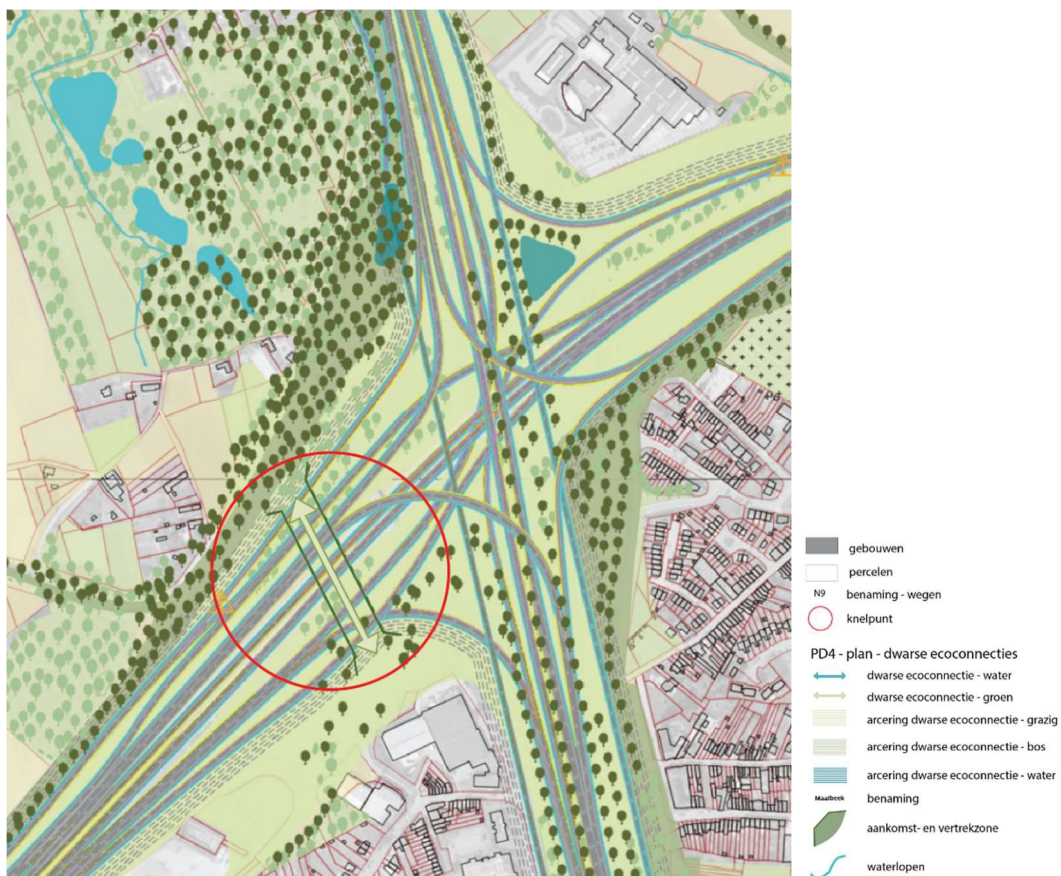 gebouwen
percelen
N9 benaming - wegen
knelpunt
PD4 - plan - dwarse ecoconnecties
dwarse ecoconnectie - water
dwarse ecoconnectie - groen
arcering dwarse ecoconnectie - grazig
arcering dwarse ecoconnectie - bos
arcering dwarse ecoconnectie - water
Maalbeek benaming
aankomst- en vertrekzone
waterlopen